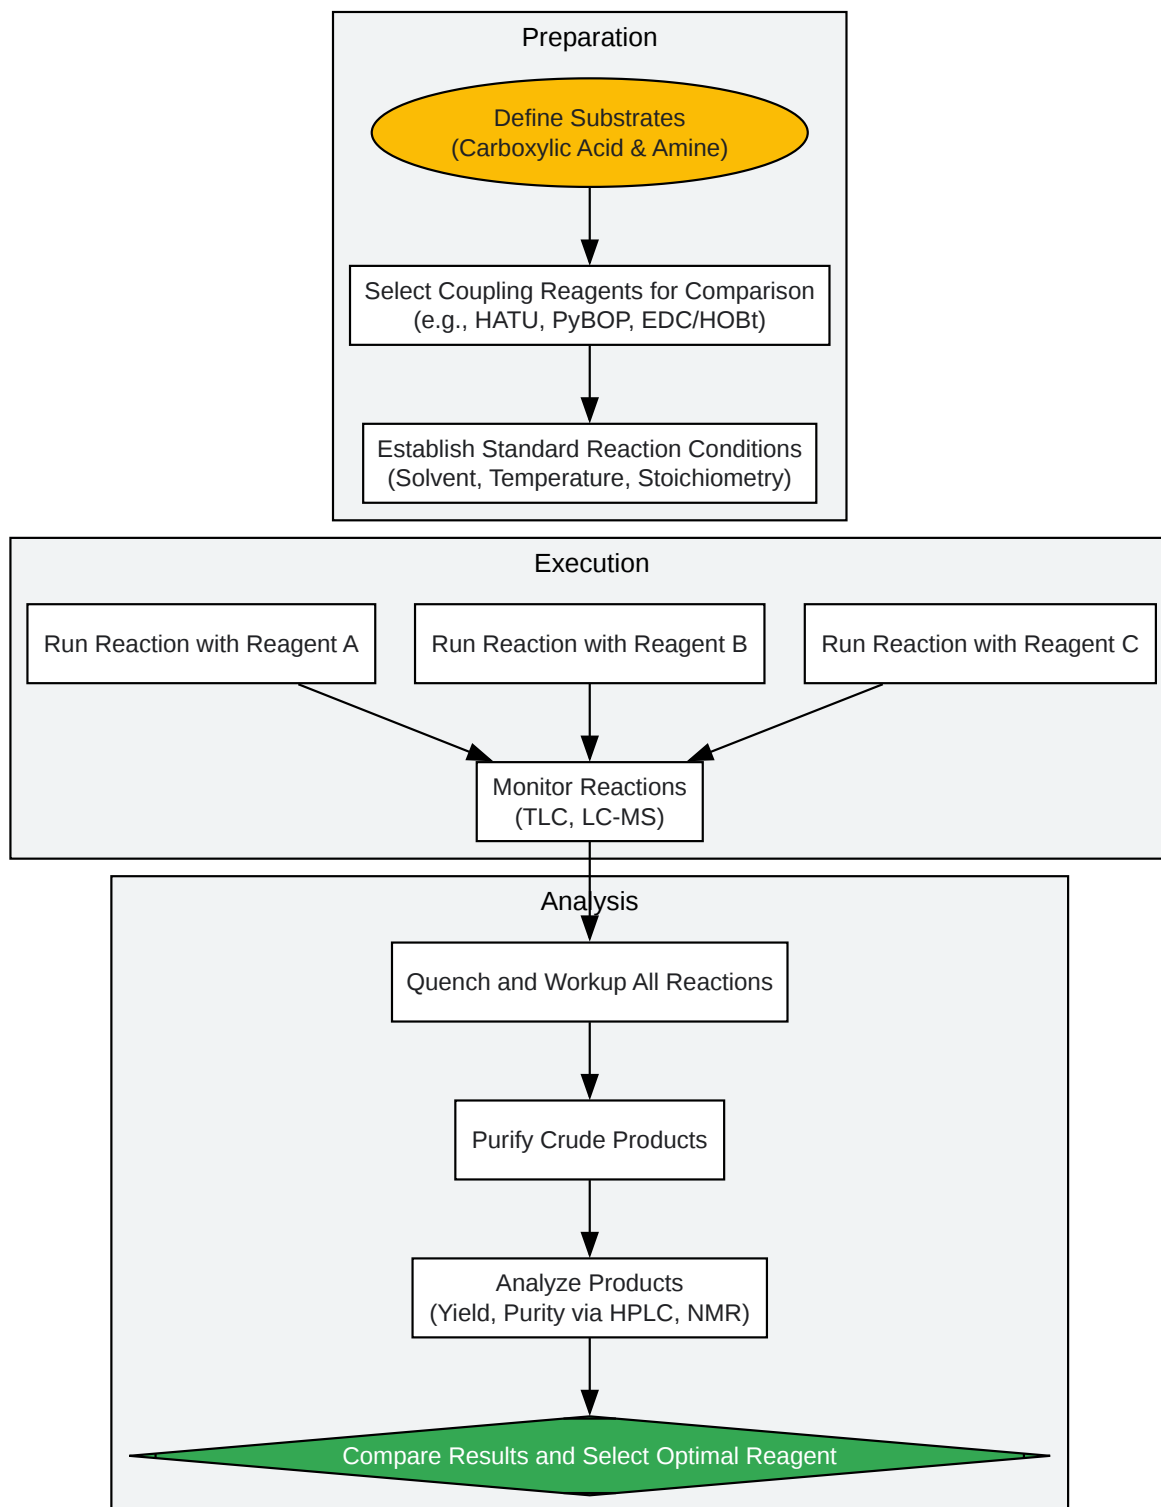 Preparation
Define Substrates
(Carboxylic Acid & Amine)
Select Coupling Reagents for Comparison
(e.g., HATU, PyBOP, EDC/HOBt)
Establish Standard Reaction Conditions
(Solvent, Temperature, Stoichiometry)
Execution
Run Reaction with Reagent A
Run Reaction with Reagent B
Run Reaction with Reagent C
Monitor Reactions
(TLC, LC-MS)
Analysis
Quench and Workup All Reactions
Purify Crude Products
Analyze Products
(Yield, Purity via HPLC, NMR)
Compare Results and Select Optimal Reagent